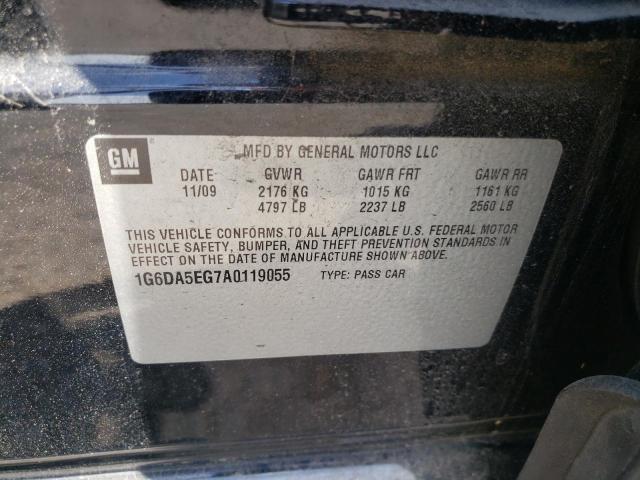 GM
MFD BY GENERAL MOTORS LLC
DATE GVWR GAWR FRT GAWR RR
11/09 2176 KG 1015 KG 1161 KG
4797 LB 2237 LB 2560 LB
THIS VEHICLE CONFORMS TO ALL APPLICABLE U.S. FEDERAL MOTOR
VEHICLE SAFETY, BUMPER, AND THEFT PREVENTION STANDARDS IN
EFFECT ON THE DATE OF MANUFACTURE SHOWN ABOVE.
1G6DA5EG7A0119055 TYPE: PASS CAR